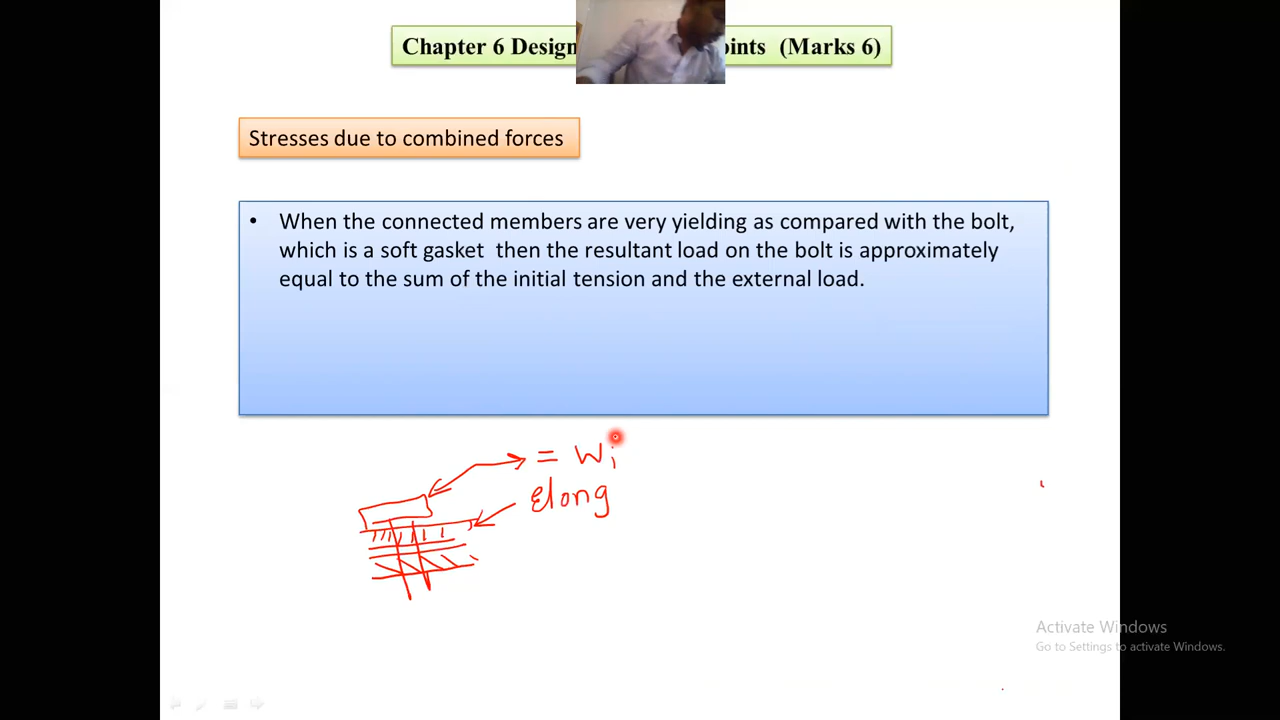 Chapter 6 Design oints (Marks 6)
Stresses due to combined forces
• When the connected members are very yielding as compared with the bolt,
which is a soft gasket then the resultant load on the bolt is approximately
equal to the sum of the initial tension and the external load.
= Wi
Elong
Activate Windows
Go to Settings to activate Windows.